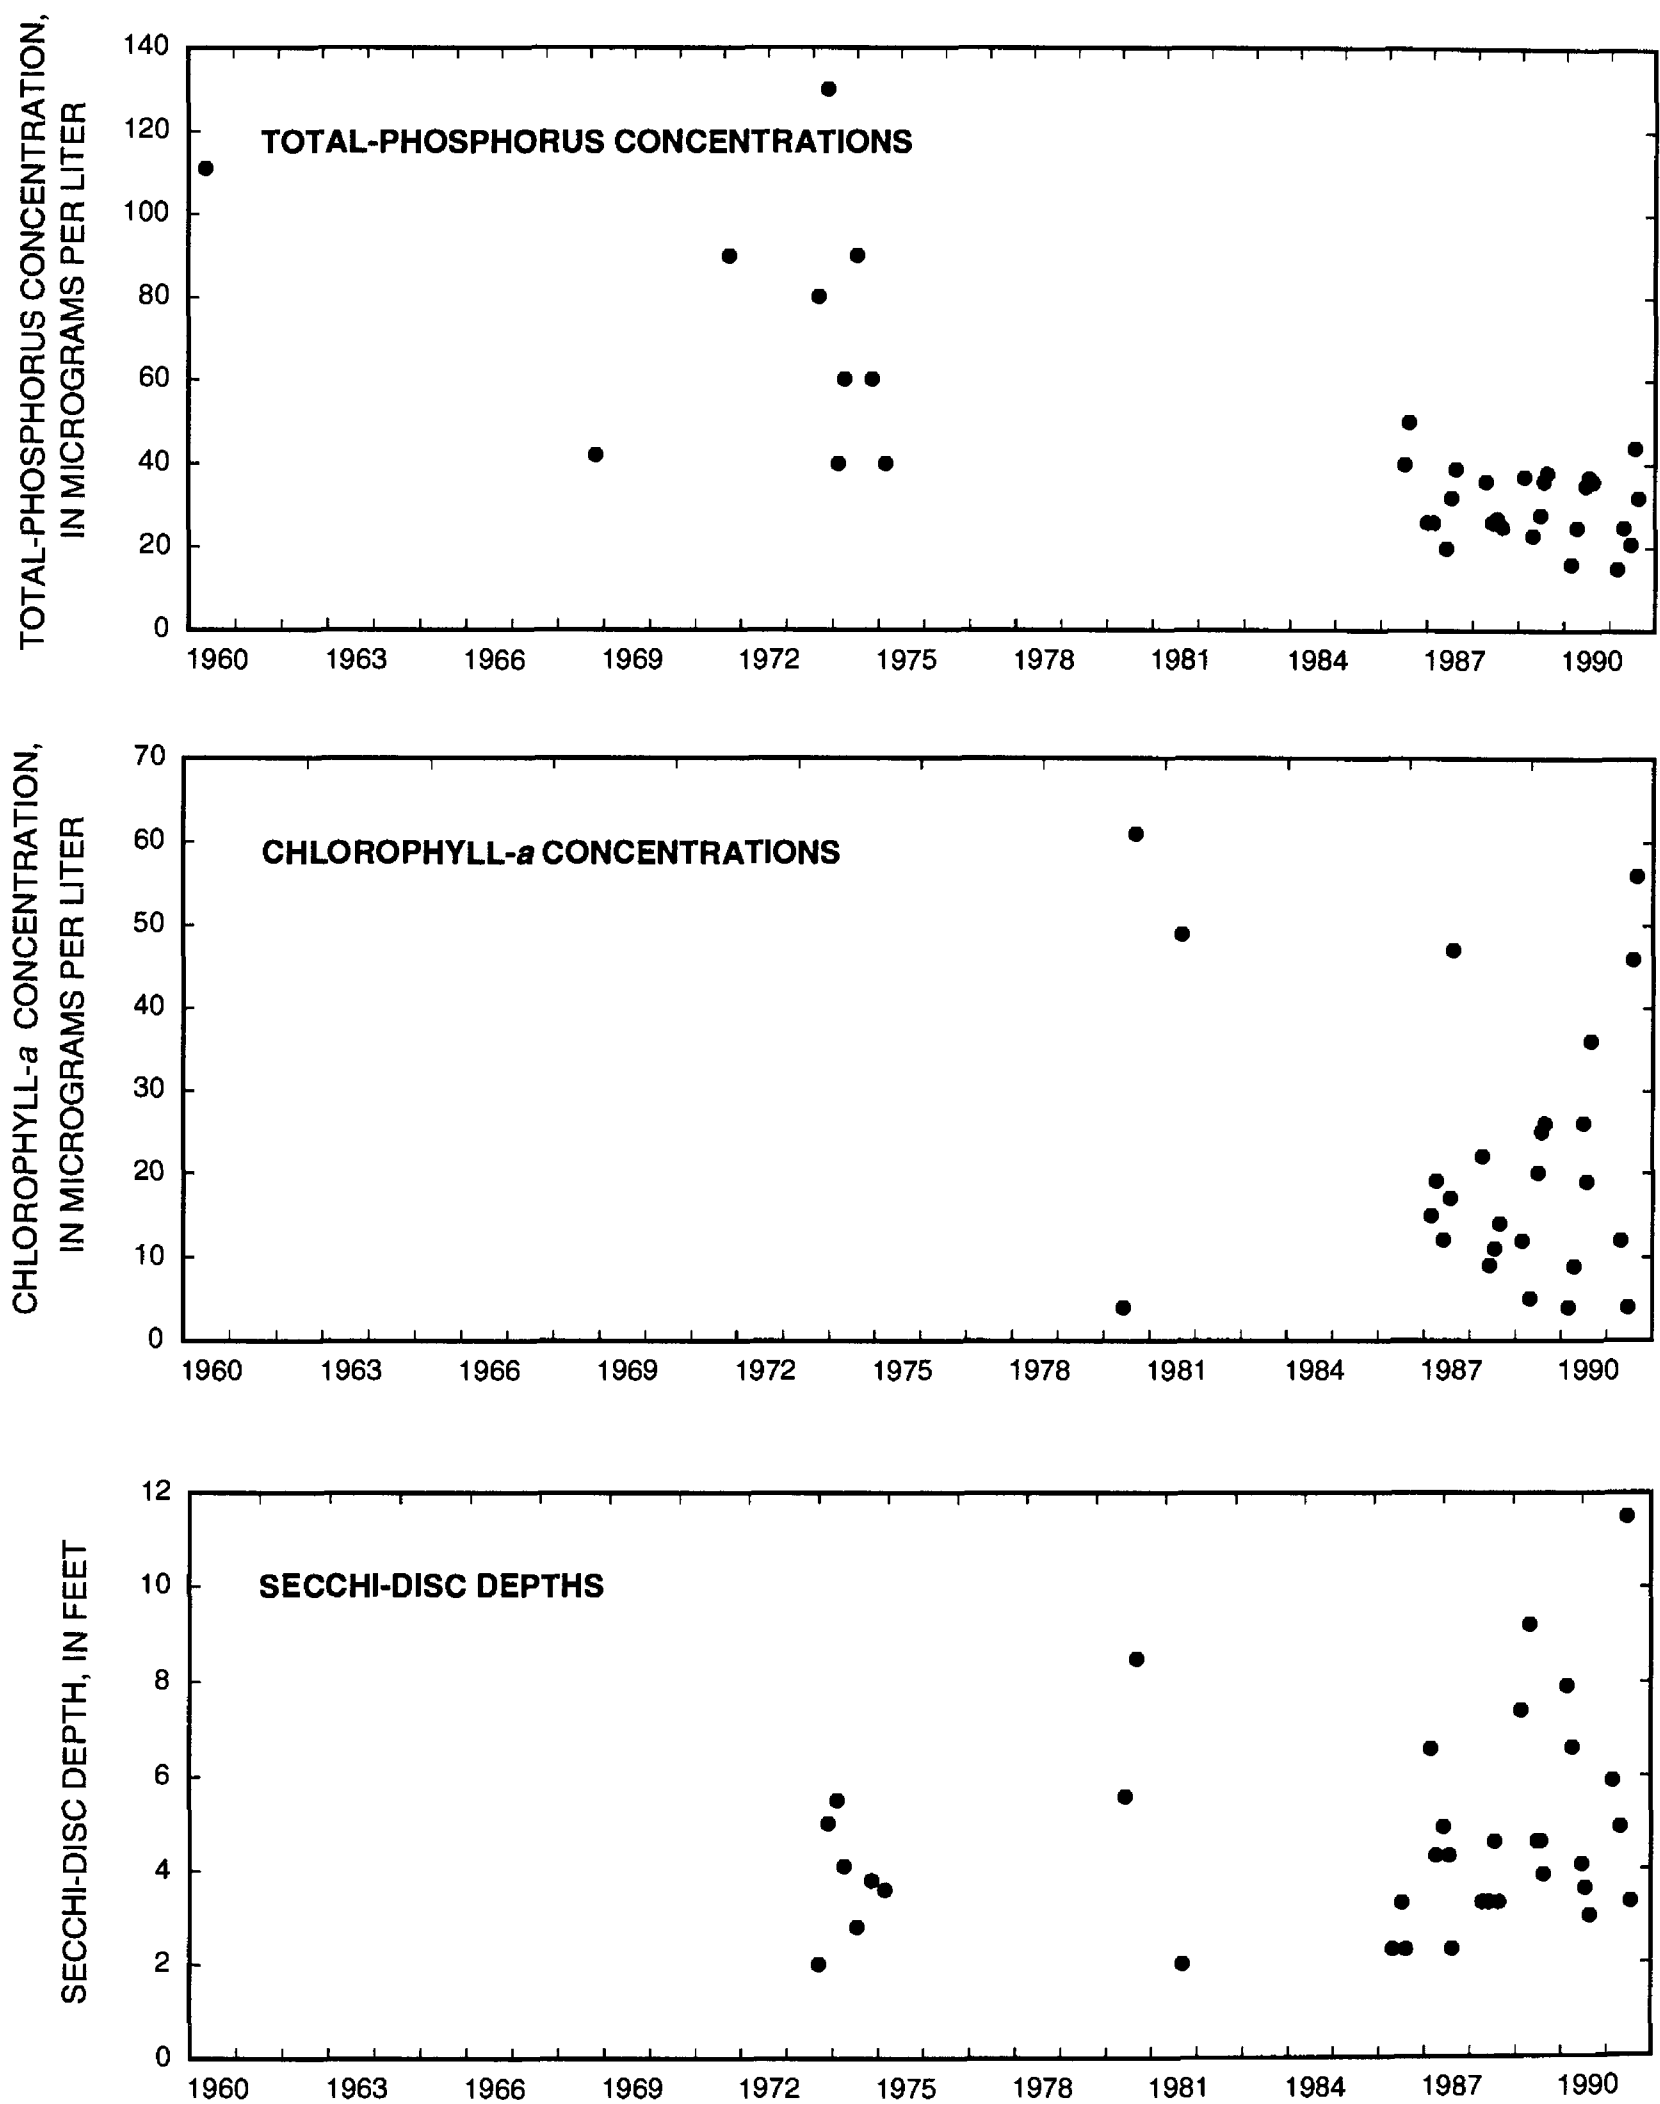 TOTAL-PHOSPHORUS CONCENTRATION,
IN MICROGRAMS PER LITER
140
120
100
80
60
40
20
0
TOTAL-PHOSPHORUS CONCENTRATIONS
1960 1963 1966 1969 1972 1975 1978 1981 1984 1987 1990
CHLOROPHYLL-a CONCENTRATION,
IN MICROGRAMS PER LITER
70
60
50
40
30
20
10
0
CHLOROPHYLL-a CONCENTRATIONS
1960 1963 1966 1969 1972 1975 1978 1981 1984 1987 1990
SECCHI-DISC DEPTH, IN FEET
12
10
8
6
4
2
0
SECCHI-DISC DEPTHS
1960 1963 1966 1969 1972 1975 1978 1981 1984 1987 1990